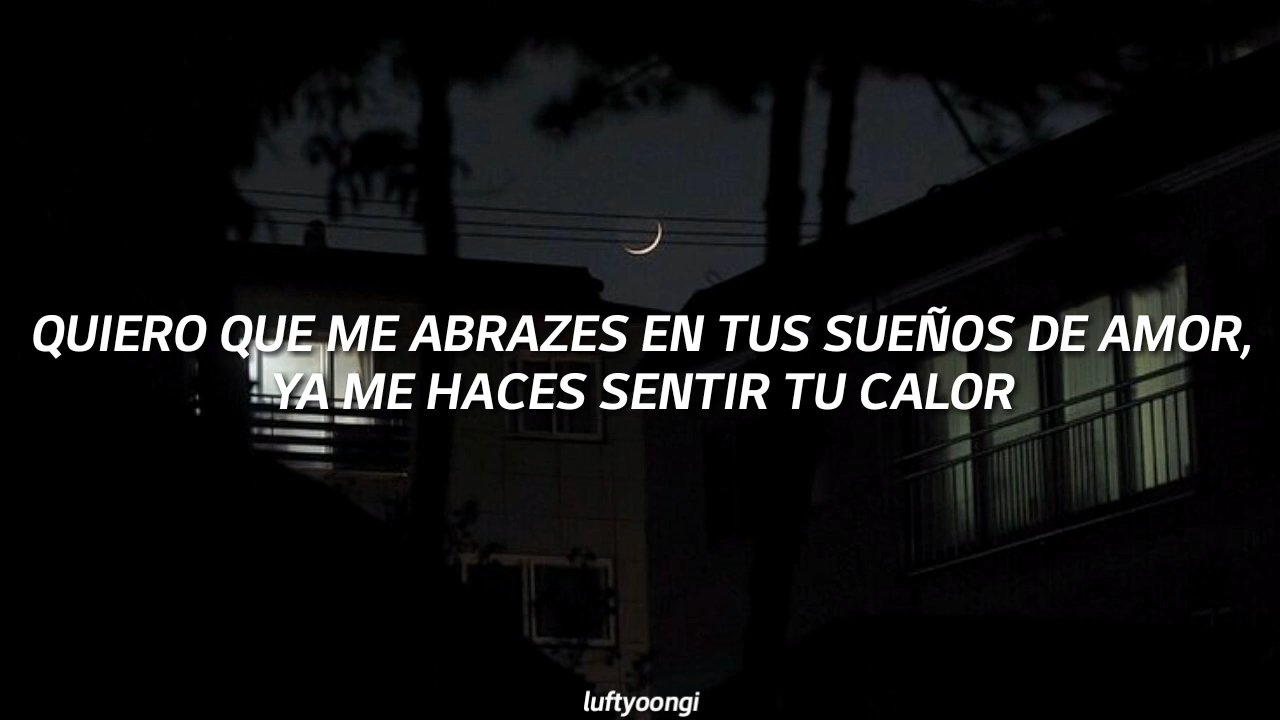 QUIERO QUE ME ABRAZES EN TUS SUEÑOS DE AMOR,
YA ME HACES SENTIR TU CALOR
luftyoongi